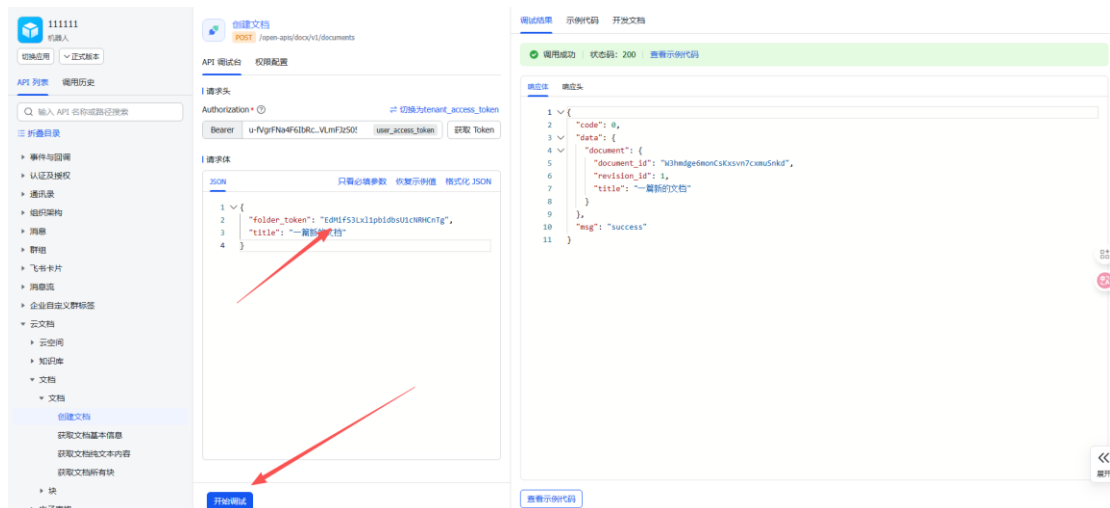 111111
机器人
切换应用
正式版本
API 列表 调用历史
输入 API 名称或路径搜索
折叠目录
事件与回调
认证及授权
通讯录
组织架构
消息
群组
飞书卡片
消息流
企业自定义群标签
云文档
云空间
知识库
文档
文档
创建文档
获取文档基本信息
获取文档纯文本内容
获取文档所有块
块
创建文档
POST /open-apis/docx/v1/documents
API 调试台 权限配置
请求头
Authorization * 切换为tenant_access_token
Bearer user_access_token 获取 Token
请求体
JSON 只看必填参数 恢复示例值 格式化 JSON
1 {
2 "folder_token": "EdMifS3Lxl1pbidbsU1cNRHCnTg",
3 "title": "一篇新的文档"
4 }
开始调试
调试结果 示例代码 开发文档
调用成功 状态码: 200 查看示例代码
响应体 响应头
1 {
2 "code": 0,
3 "data": {
4 "document": {
5 "document_id": "W3hmdge6monCsKxsvn7cxmuSnkd",
6 "revision_id": 1,
7 "title": "一篇新的文档"
8 }
9 },
10 "msg": "success"
11 }
查看示例代码
展开